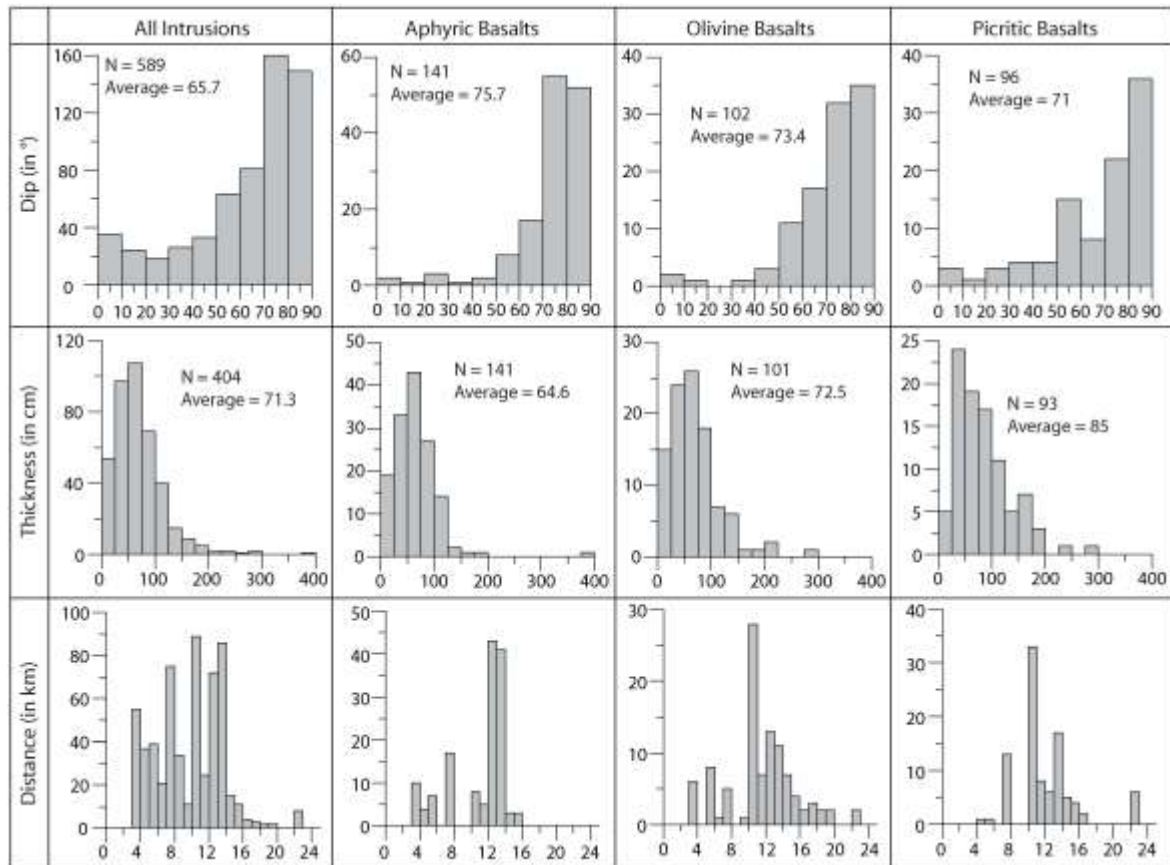 All Intrusions
Aphyric Basalts
Olivine Basalts
Picritic Basalts
Dip (in °)
160
120
80
40
0
N = 589
Average = 65.7
0 10 20 30 40 50 60 70 80 90
60
40
20
0
N = 141
Average = 75.7
0 10 20 30 40 50 60 70 80 90
40
30
20
10
0
N = 102
Average = 73.4
0 10 20 30 40 50 60 70 80 90
40
30
20
10
0
N = 96
Average = 71
0 10 20 30 40 50 60 70 80 90
Thickness (in cm)
120
80
40
0
N = 404
Average = 71.3
0 100 200 300 400
50
40
30
20
10
0
N = 141
Average = 64.6
0 100 200 300 400
30
20
10
0
N = 101
Average = 72.5
0 100 200 300 400
25
20
15
10
5
0
N = 93
Average = 85
0 100 200 300 400
Distance (in km)
100
80
60
40
20
0
0 4 8 12 16 20 24
50
40
30
20
10
0
0 4 8 12 16 20 24
30
20
10
0
0 4 8 12 16 20 24
40
30
20
10
0
0 4 8 12 16 20 24